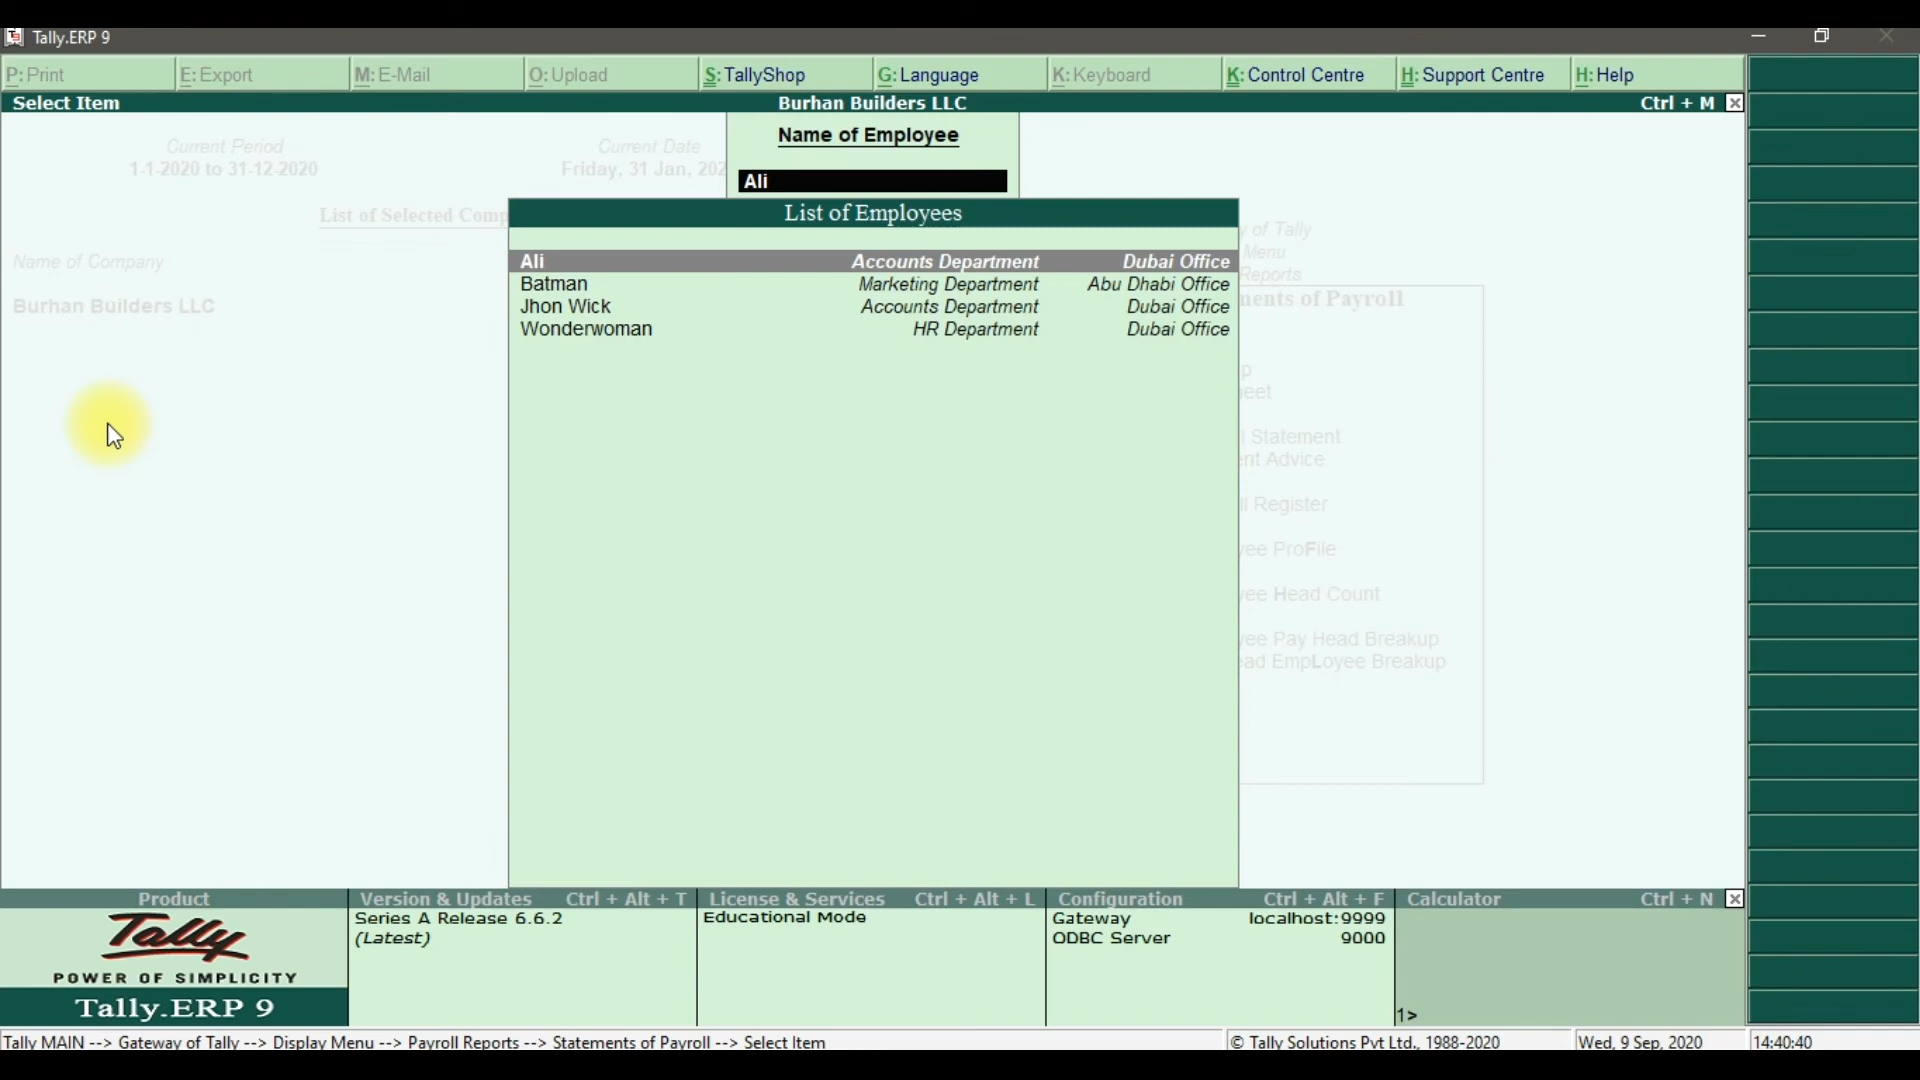 Tally.ERP 9
P: Print
E: Export
M: E-Mail
O: Upload
S: TallyShop
G: Language
K: Keyboard
K: Control Centre
H: Support Centre
H: Help
Select Item
Burhan Builders LLC
Ctrl + M
Name of Employee
Ali
Current Period
1-1-2020 to 31-12-2020
Current Date
Friday, 31 Jan, 202
List of Selected Comp
Name of Company
Burhan Builders LLC
List of Employees
Ali Accounts Department Dubai Office
Batman Marketing Department Abu Dhabi Office
Jhon Wick Accounts Department Dubai Office
Wonderwoman HR Department Dubai Office
of Tally
Menu
Reports
ents of Payroll
Statement
nt Advice
Register
ee ProFile
ee Head Count
ee Pay Head Breakup
ad EmpLoyee Breakup
Product
Tally
POWER OF SIMPLICITY
Tally.ERP 9
Version & Updates Ctrl + Alt + T
Series A Release 6.6.2
(Latest)
License & Services Ctrl + Alt + L
Educational Mode
Configuration Ctrl + Alt + F
Gateway localhost:9999
ODBC Server 9000
Calculator Ctrl + N
1>
Tally MAIN --> Gateway of Tally --> Display Menu --> Payroll Reports --> Statements of Payroll --> Select Item
© Tally Solutions Pvt Ltd., 1988-2020
Wed, 9 Sep, 2020
14:40:40